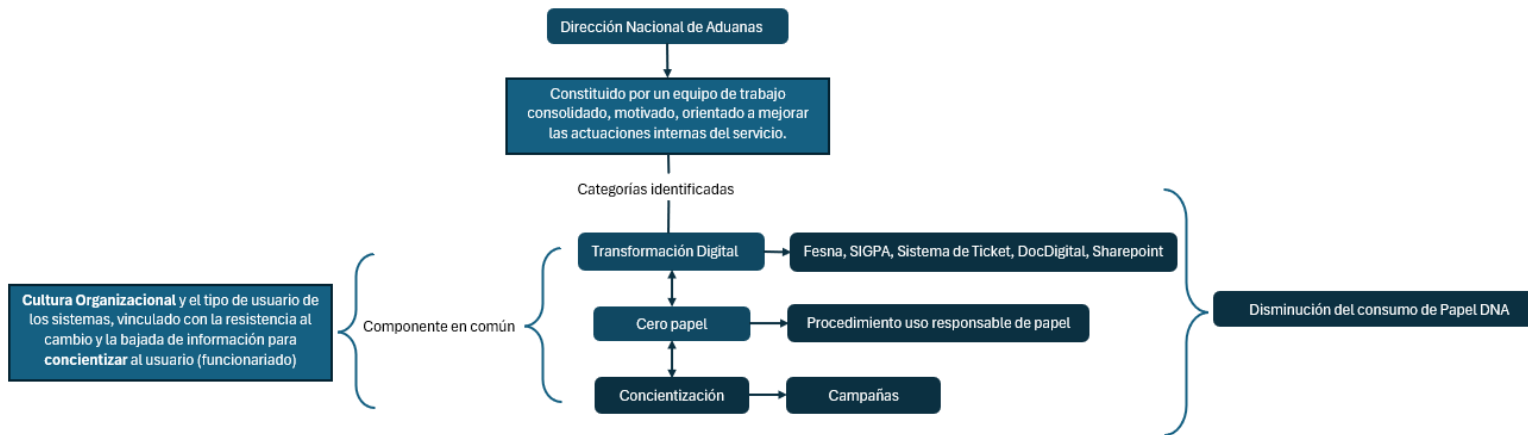 Dirección Nacional de Aduanas
Constituido por un equipo de trabajo
consolidado, motivado, orientado a mejorar
las actuaciones internas del servicio.
Categorías identificadas
Transformación Digital
Fesna, SIGPA, Sistema de Ticket, DocDigital, Sharepoint
Cultura Organizacional y el tipo de usuario de
los sistemas, vinculado con la resistencia al
cambio y la bajada de información para
concientizar al usuario (funcionariado)
Componente en común
Cero papel
Procedimiento uso responsable de papel
Disminución del consumo de Papel DNA
Concientización
Campañas